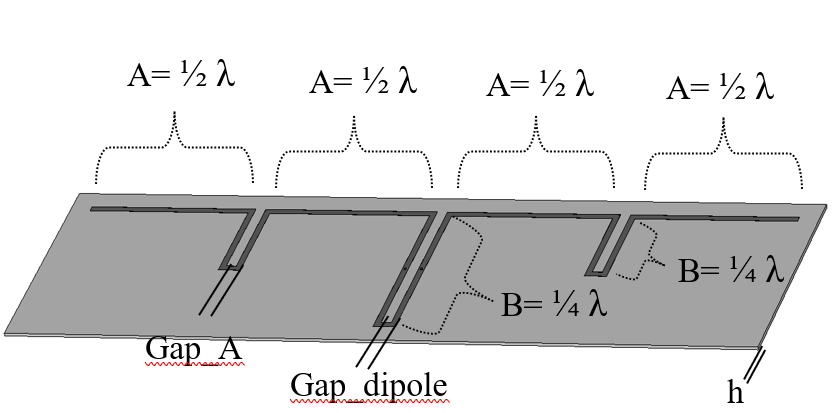 A= ½ λ
A= ½ λ
A= ½ λ
A= ½ λ
B= ¼ λ
B= ¼ λ
Gap_A
Gap_dipole
h